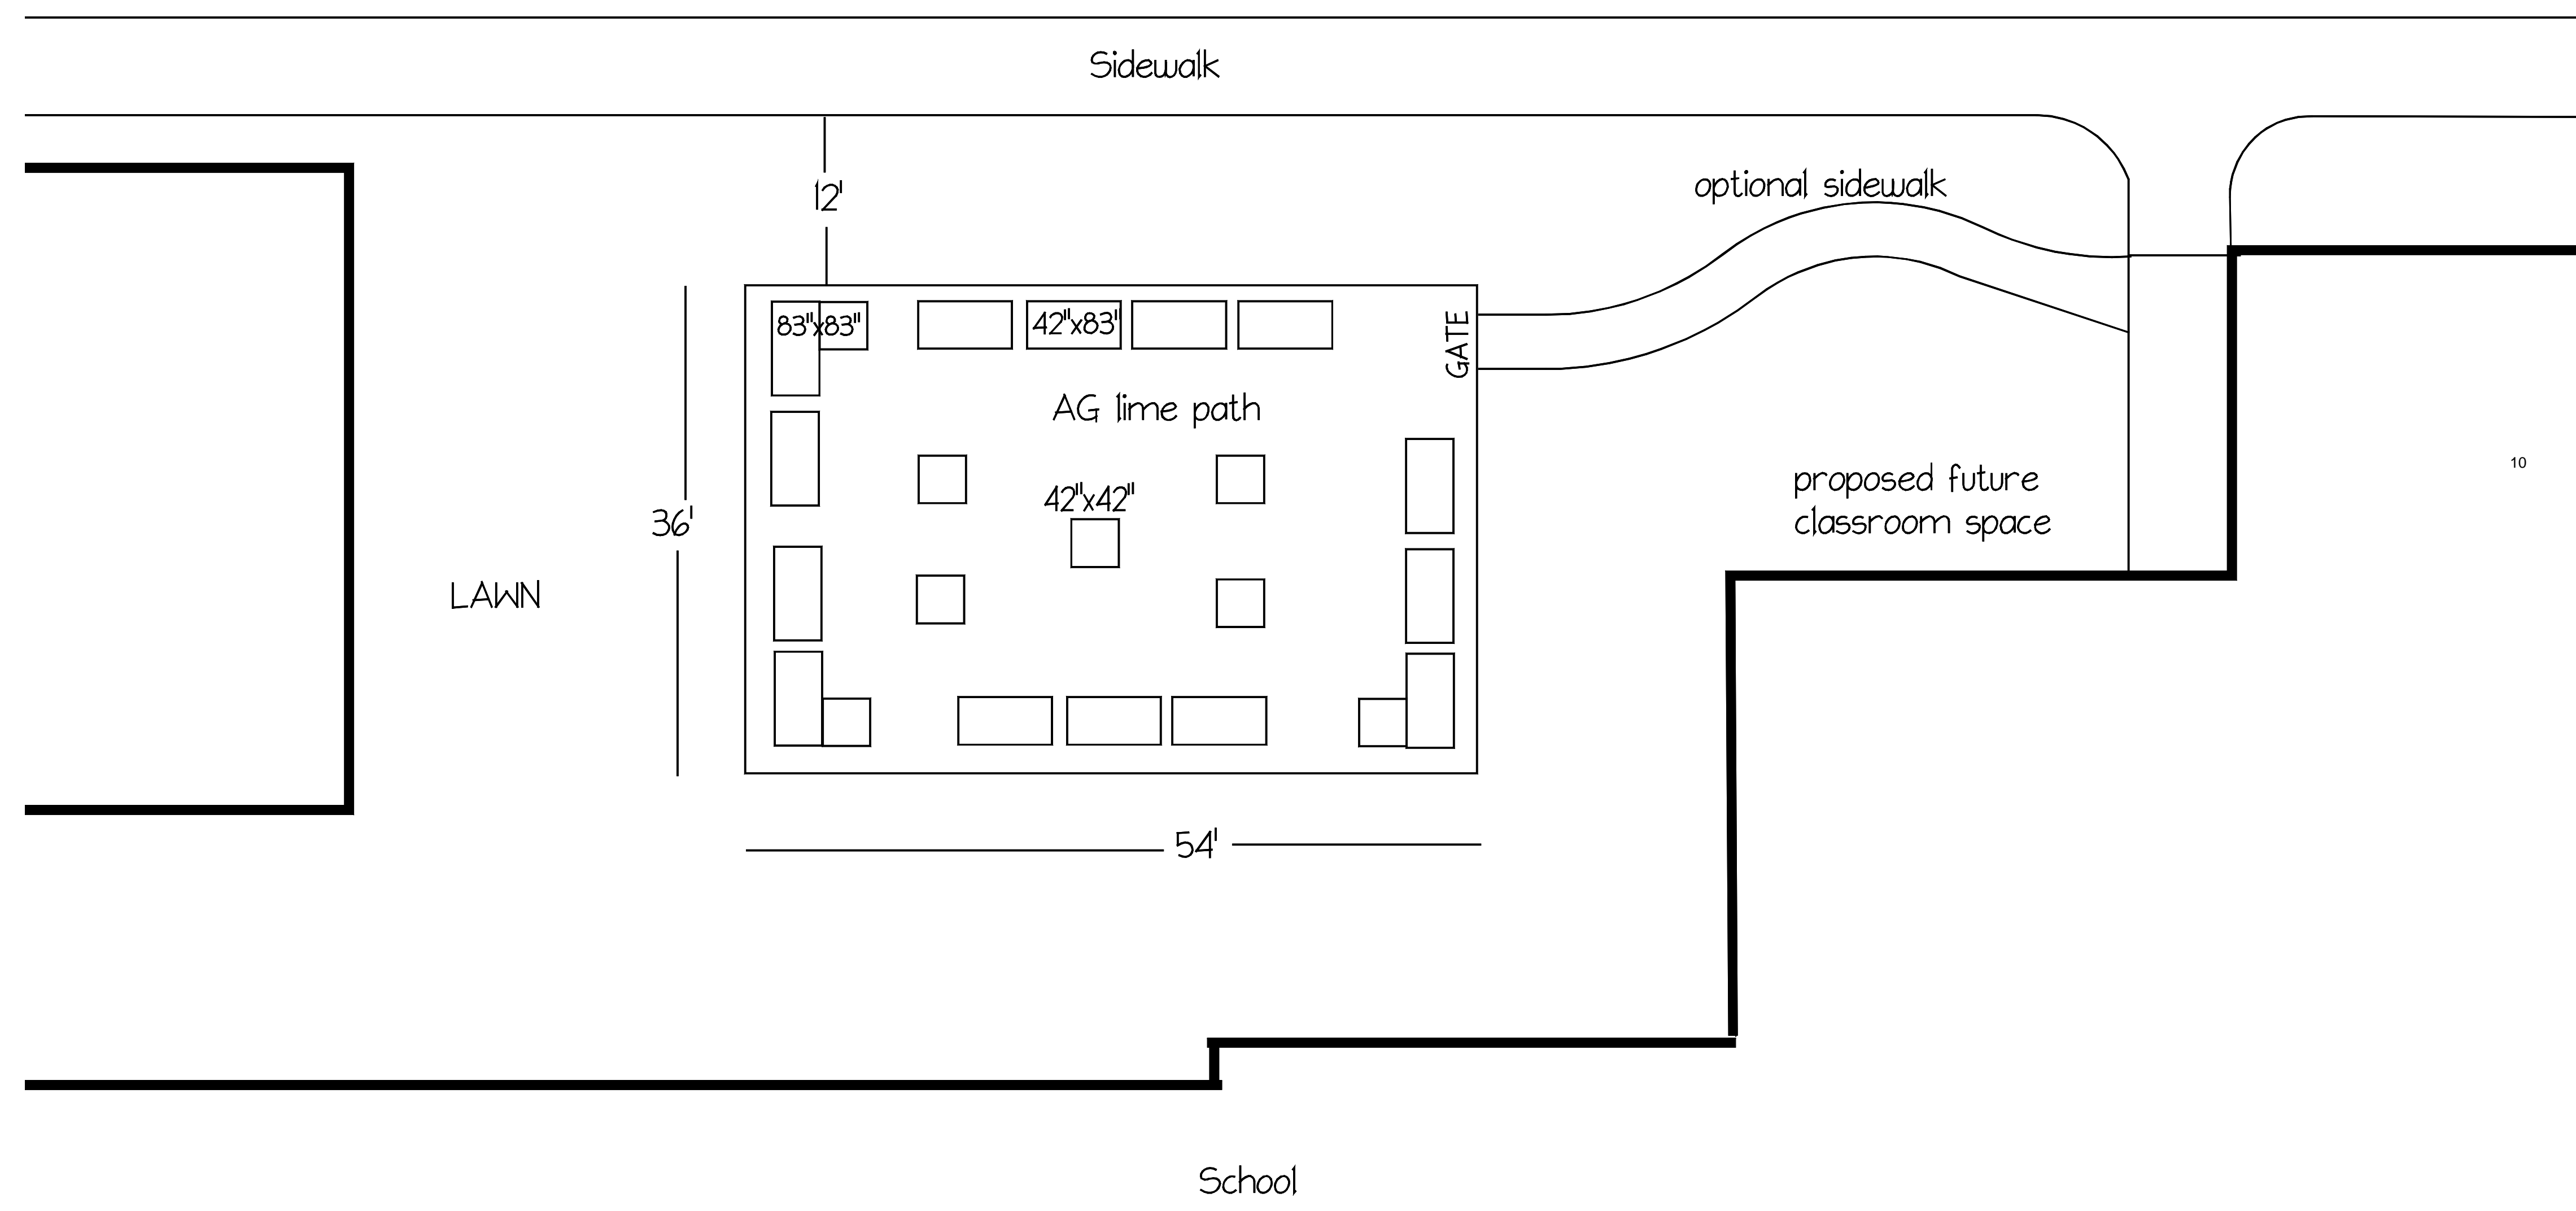 Sidewalk
12'
optional sidewalk
83"x83"
42"x83"
GATE
AG lime path
10
proposed future
classroom space
42"x42"
36'
LAWN
54'
School